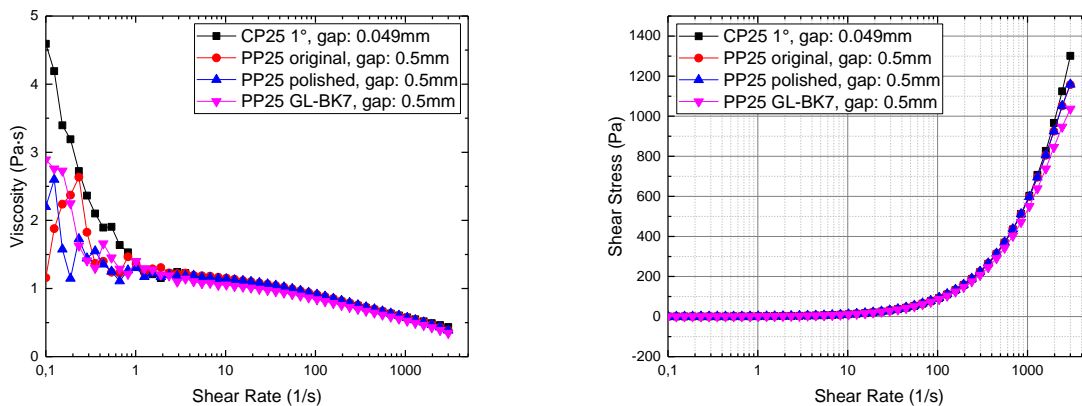 5
4
3
2
1
0
Viscosity (Pa·s)
CP25 1°, gap: 0.049mm
PP25 original, gap: 0.5mm
PP25 polished, gap: 0.5mm
PP25 GL-BK7, gap: 0.5mm
0,1 1 10 100 1000
Shear Rate (1/s)
1400
1200
1000
800
600
400
200
0
-200
Shear Stress (Pa)
CP25 1°, gap: 0.049mm
PP25 original, gap: 0.5mm
PP25 polished, gap: 0.5mm
PP25 GL-BK7, gap: 0.5mm
0,1 1 10 100 1000
Shear Rate (1/s)